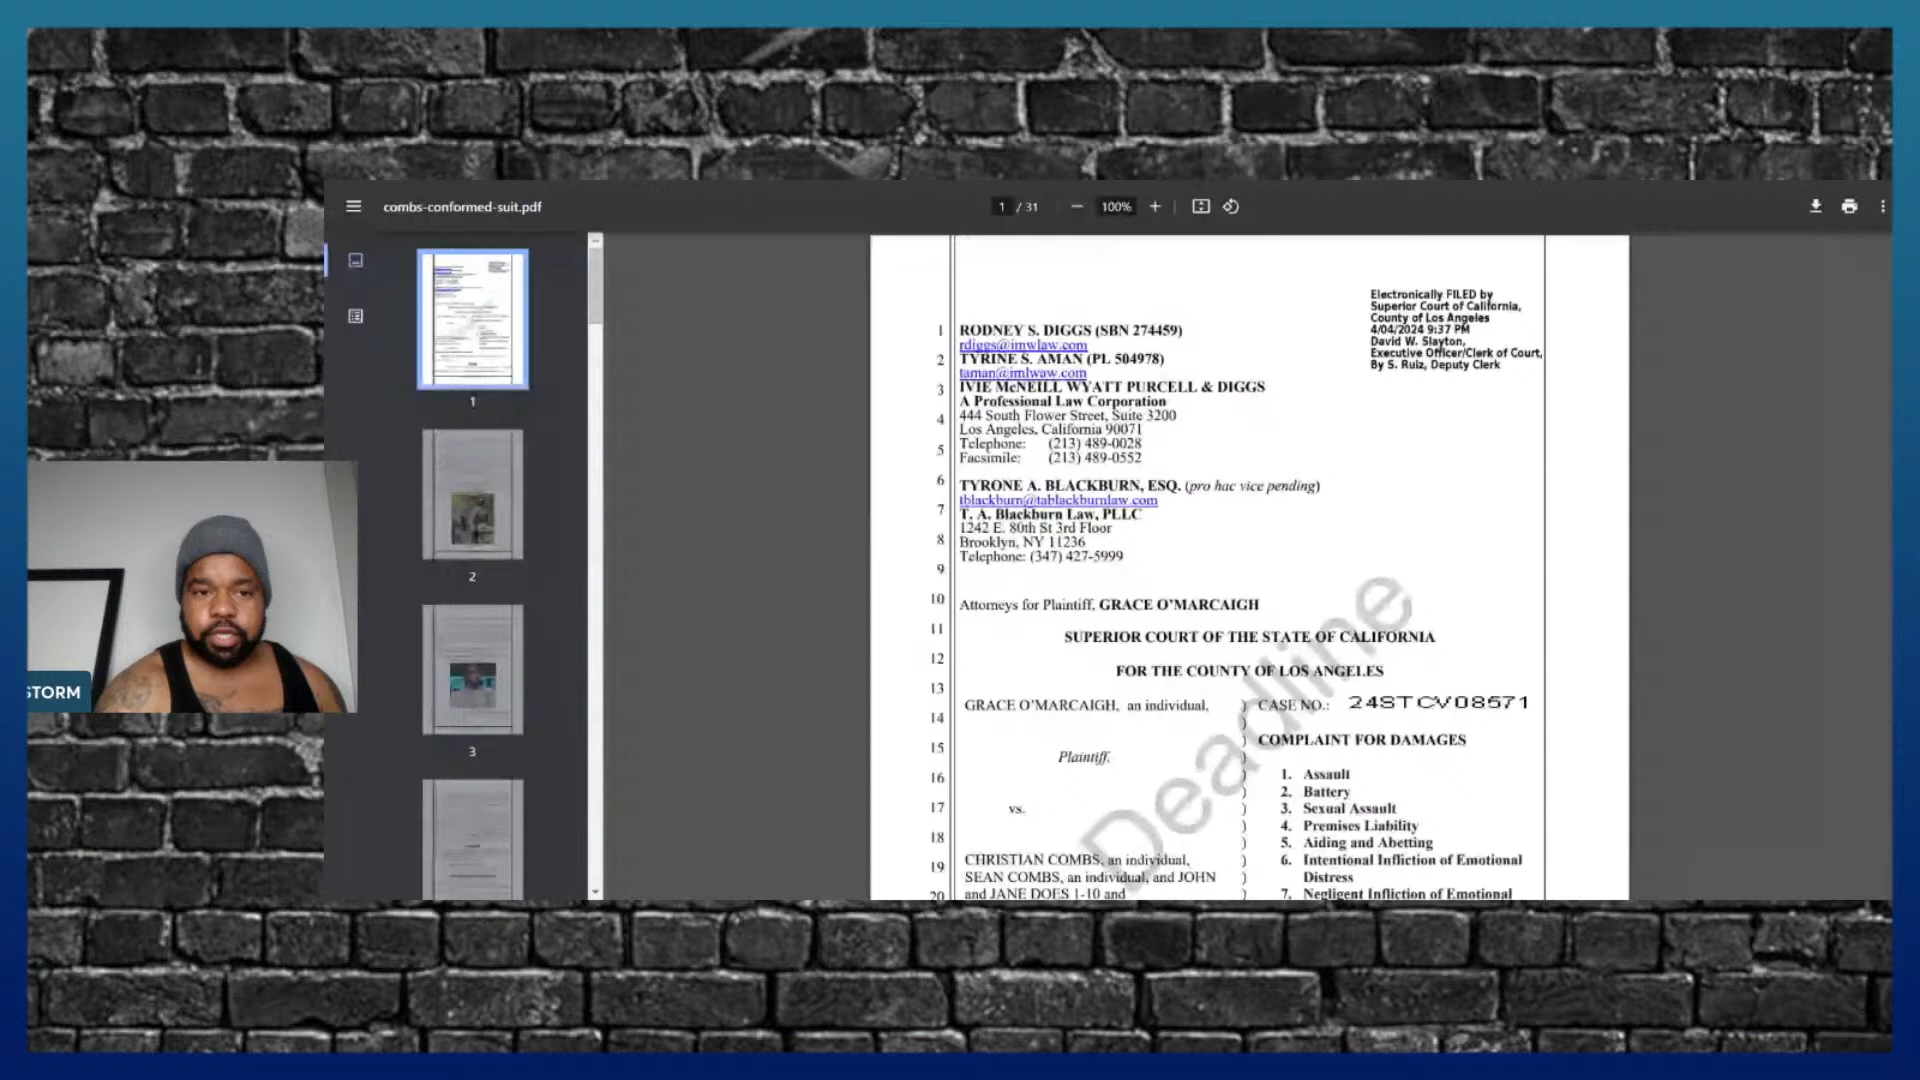 combs-conformed-suit.pdf
1 / 31
100%
1
2
3
Electronically FILED by
Superior Court of California,
County of Los Angeles
4/04/2024 9:37 PM
David W. Slayton,
Executive Officer/Clerk of Court,
By S. Ruiz, Deputy Clerk
1 RODNEY S. DIGGS (SBN 274459)
rdiggs@imwlaw.com
2 TYRINE S. AMAN (PL 504978)
taman@imlwaw.com
3 IVIE McNEILL WYATT PURCELL & DIGGS
A Professional Law Corporation
4 444 South Flower Street, Suite 3200
Los Angeles, California 90071
Telephone: (213) 489-0028
5 Facsimile: (213) 489-0552
6 TYRONE A. BLACKBURN, ESQ. (pro hac vice pending)
tblackburn@tablackburnlaw.com
7 T. A. Blackburn Law, PLLC
1242 E. 80th St 3rd Floor
8 Brooklyn, NY 11236
Telephone: (347) 427-5999
9
10 Attorneys for Plaintiff, GRACE O’MARCAIGH
11 SUPERIOR COURT OF THE STATE OF CALIFORNIA
12 FOR THE COUNTY OF LOS ANGELES
13
GRACE O’MARCAIGH, an individual, ) CASE NO.: 24STCV08571
14 )
15 ) COMPLAINT FOR DAMAGES
Plaintiff, )
16 ) 1. Assault
) 2. Battery
17 vs. ) 3. Sexual Assault
18 ) 4. Premises Liability
) 5. Aiding and Abetting
19 CHRISTIAN COMBS, an individual, ) 6. Intentional Infliction of Emotional
SEAN COMBS, an individual, and JOHN ) Distress
20 and JANE DOES 1-10 and ) 7. Negligent Infliction of Emotional
Deadline
STORM